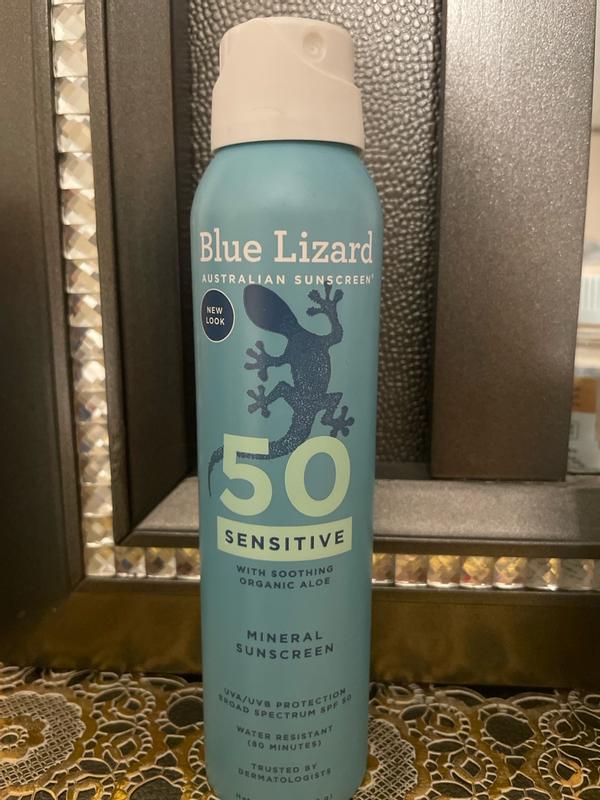 Blue Lizard
AUSTRALIAN SUNSCREEN®
NEW
LOOK
50
SENSITIVE
WITH SOOTHING
ORGANIC ALOE
MINERAL
SUNSCREEN
UVA/UVB PROTECTION
BROAD SPECTRUM SPF 50
WATER RESISTANT
(80 MINUTES)
TRUSTED BY
DERMATOLOGISTS